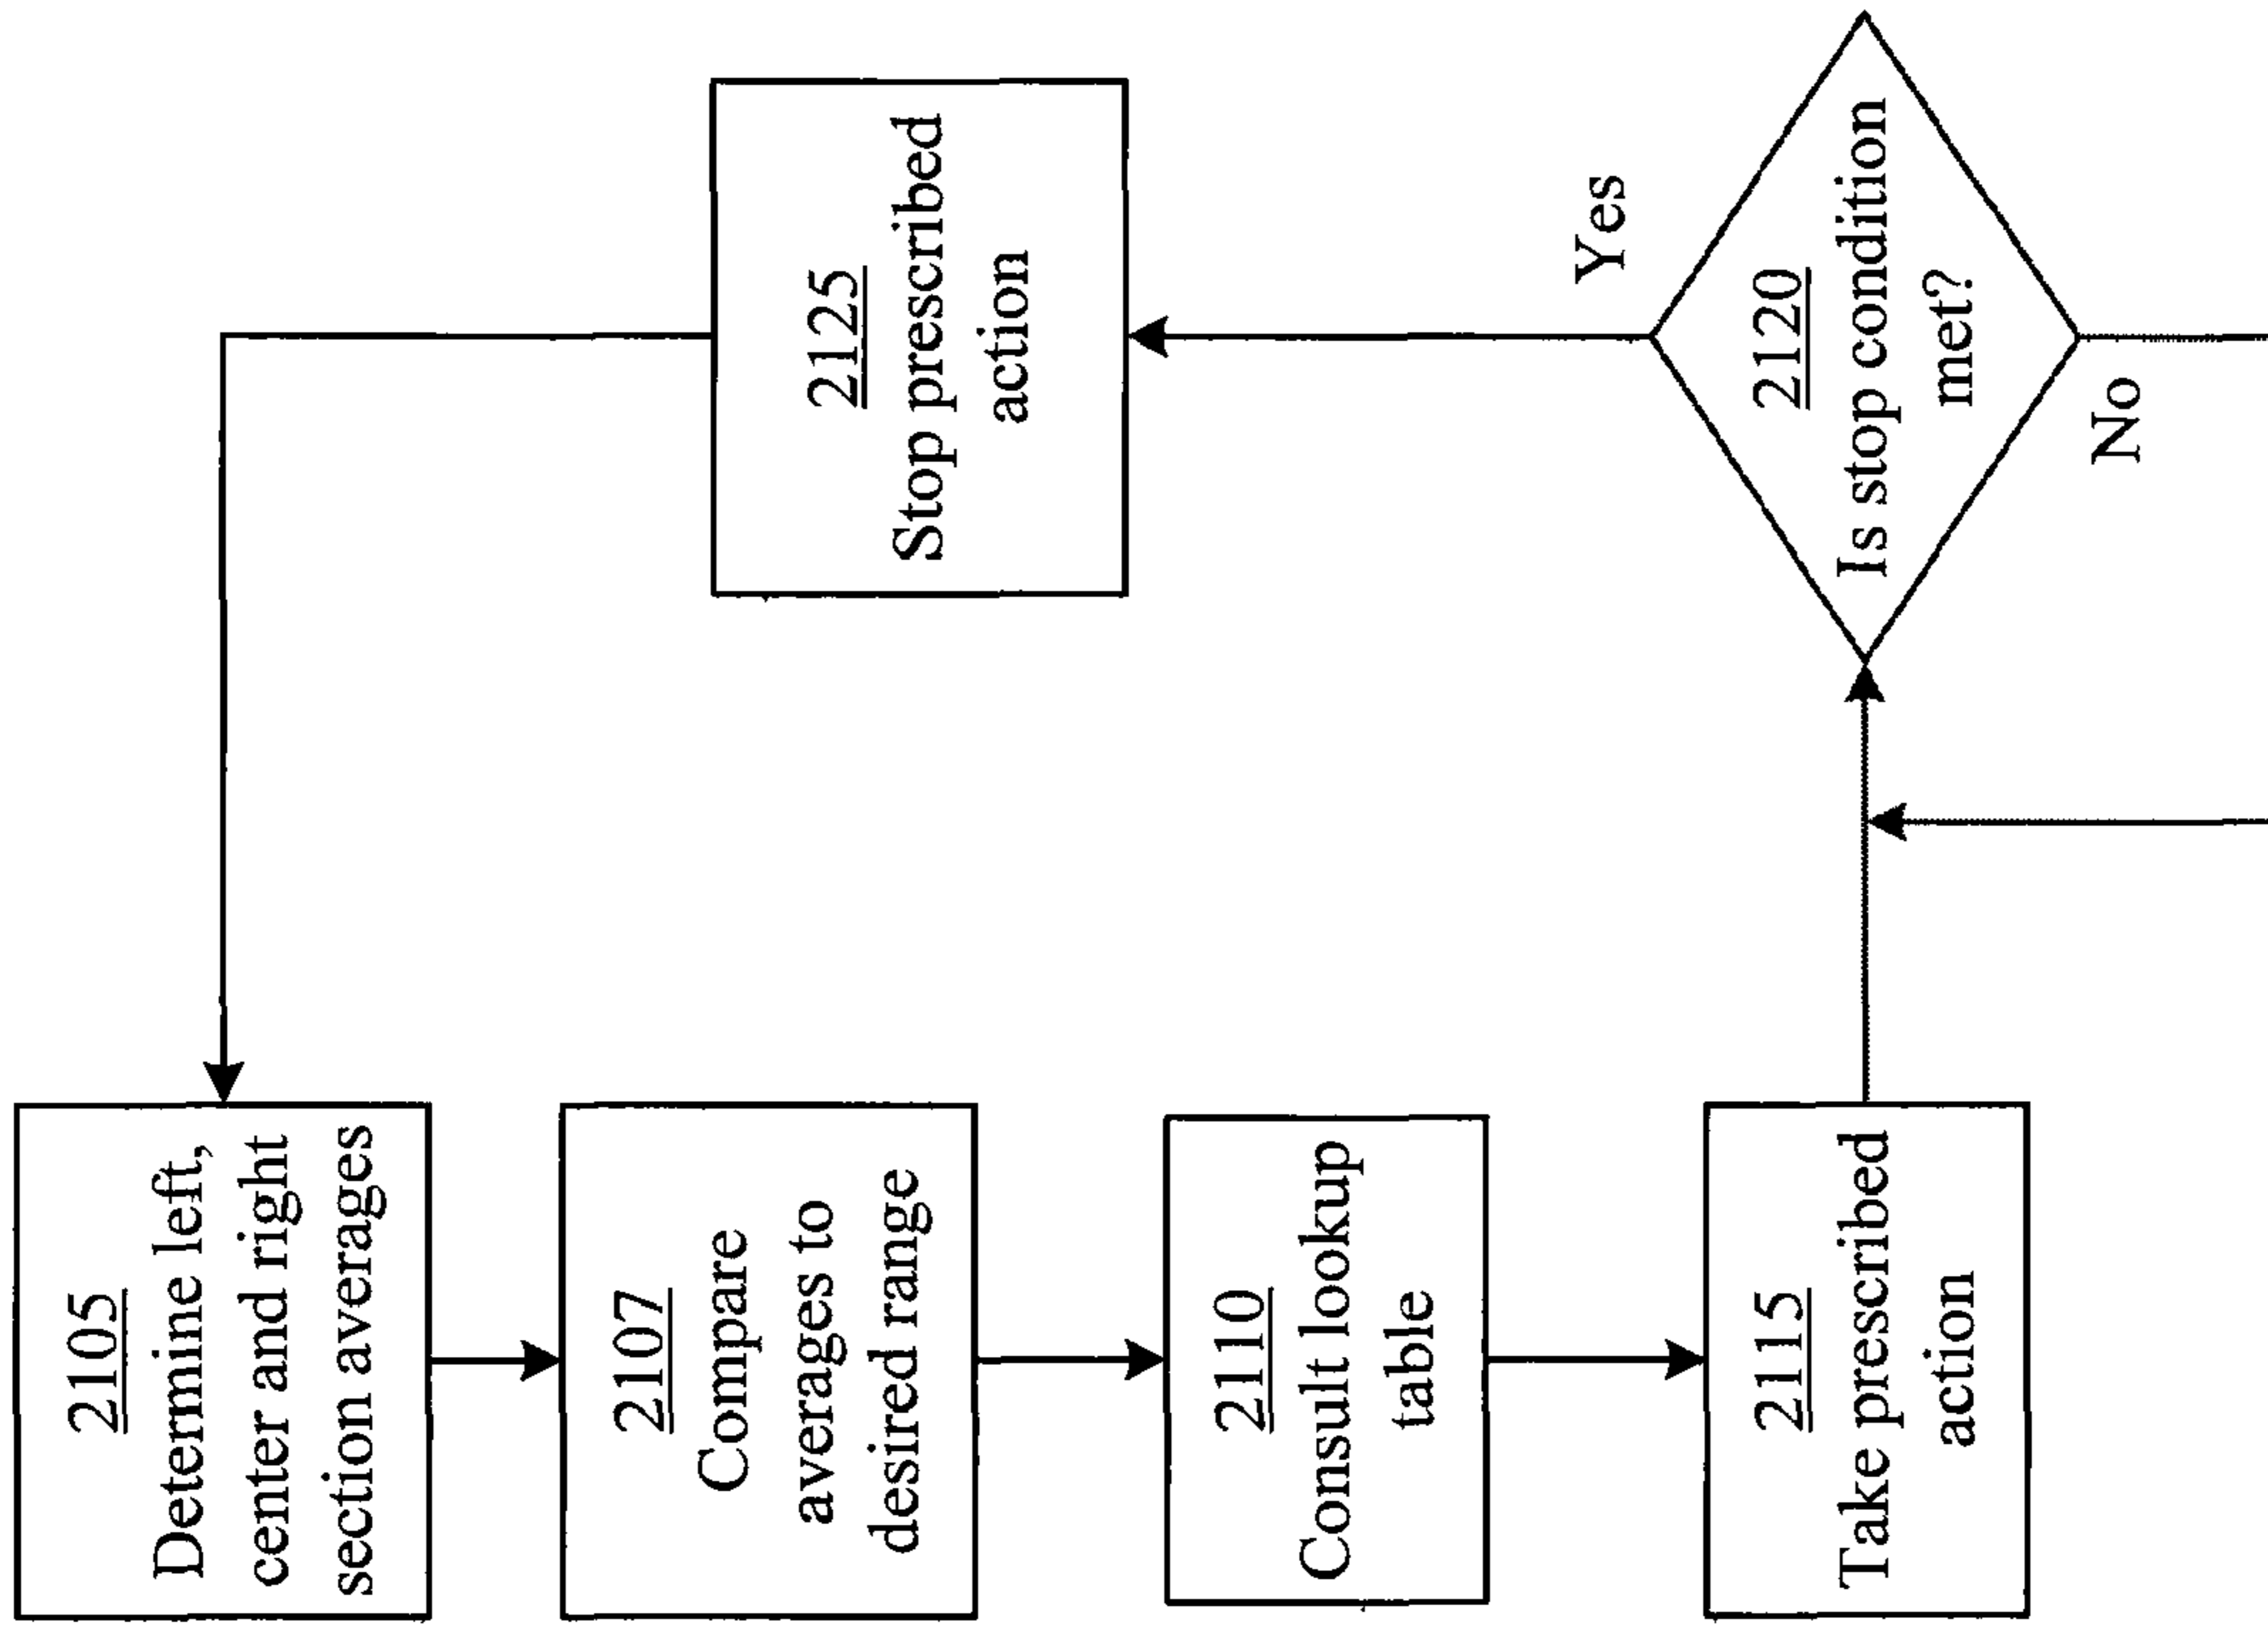 2105
Determine left,
center and right
section averages
2107
Compare
averages to
desired range
2110
Consult lookup
table
2115
Take prescribed
action
2120
Is stop condition
met?
Yes
No
2125
Stop prescribed
action